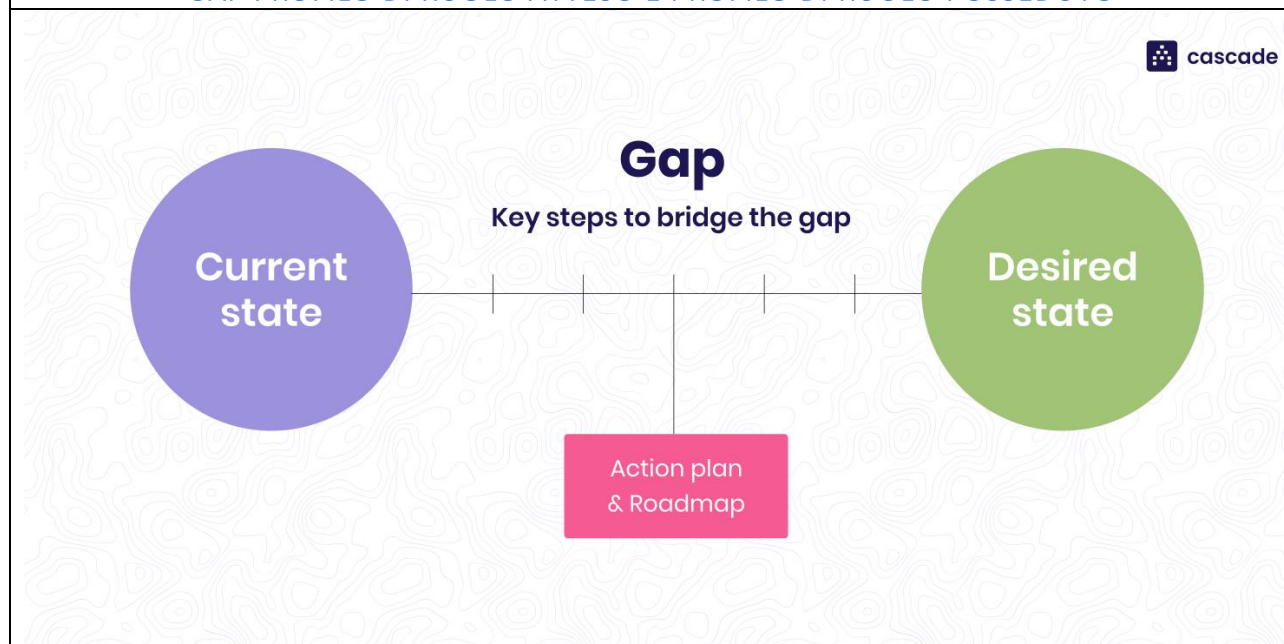 cascade
Gap
Key steps to bridge the gap
Current
state
Desired
state
Action plan
& Roadmap